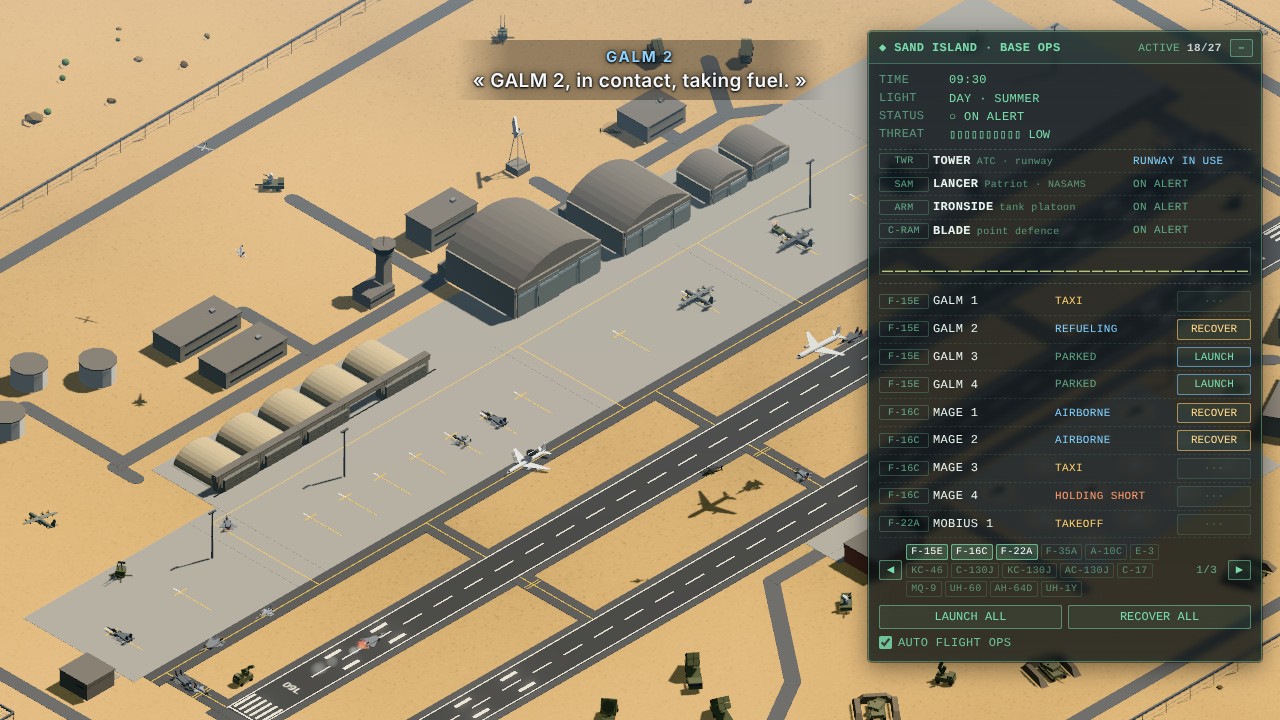 GALM 2
« GALM 2, in contact, taking fuel. »
◆ SAND ISLAND · BASE OPS ACTIVE 18/27 −
TIME 09:30
LIGHT DAY · SUMMER
STATUS ○ ON ALERT
THREAT ▯▯▯▯▯▯▯▯▯▯ LOW
TWR TOWER ATC · runway RUNWAY IN USE
SAM LANCER Patriot · NASAMS ON ALERT
ARM IRONSIDE tank platoon ON ALERT
C-RAM BLADE point defence ON ALERT
F-15E GALM 1 TAXI ···
F-15E GALM 2 REFUELING RECOVER
F-15E GALM 3 PARKED LAUNCH
F-15E GALM 4 PARKED LAUNCH
F-16C MAGE 1 AIRBORNE RECOVER
F-16C MAGE 2 AIRBORNE RECOVER
F-16C MAGE 3 TAXI ···
F-16C MAGE 4 HOLDING SHORT ···
F-22A MOBIUS 1 TAKEOFF ···
F-15E F-16C F-22A F-35A A-10C E-3
◀ KC-46 C-130J KC-130J AC-130J C-17 1/3 ▶
MQ-9 UH-60 AH-64D UH-1Y
LAUNCH ALL RECOVER ALL
AUTO FLIGHT OPS
09L